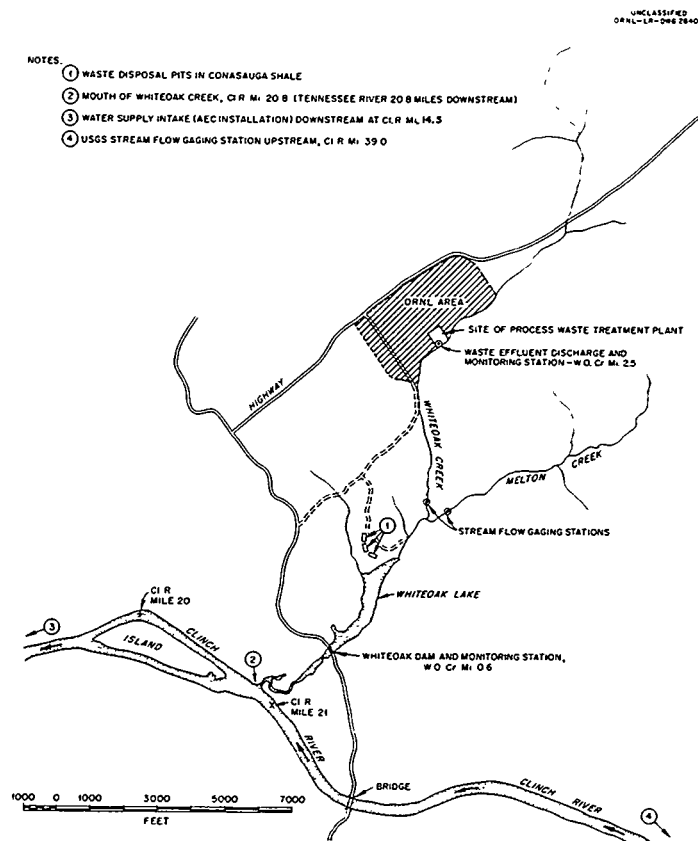 UNCLASSIFIED
ORNL-LR-DWG 2840
NOTES:
① WASTE DISPOSAL PITS IN CONASAUGA SHALE
② MOUTH OF WHITEOAK CREEK, Cl R Mi 20 8 (TENNESSEE RIVER 20 8 MILES DOWNSTREAM)
③ WATER SUPPLY INTAKE (AEC INSTALLATION) DOWNSTREAM AT Cl.R Mi. 14.5
④ USGS STREAM FLOW GAGING STATION UPSTREAM, Cl R Mi 39 0
ORNL AREA
SITE OF PROCESS WASTE TREATMENT PLANT
WASTE EFFLUENT DISCHARGE AND
MONITORING STATION – W.O. Cr Mi. 2.5
HIGHWAY
WHITEOAK
CREEK
MELTON
CREEK
①
STREAM FLOW GAGING STATIONS
WHITEOAK LAKE
Cl R
MILE 20
③
CLINCH
ISLAND
②
WHITEOAK DAM AND MONITORING STATION,
W.O. Cr Mi 0.6
Cl R
MILE 21
RIVER
BRIDGE
CLINCH
RIVER
④
1000 0 1000 3000 5000 7000
FEET